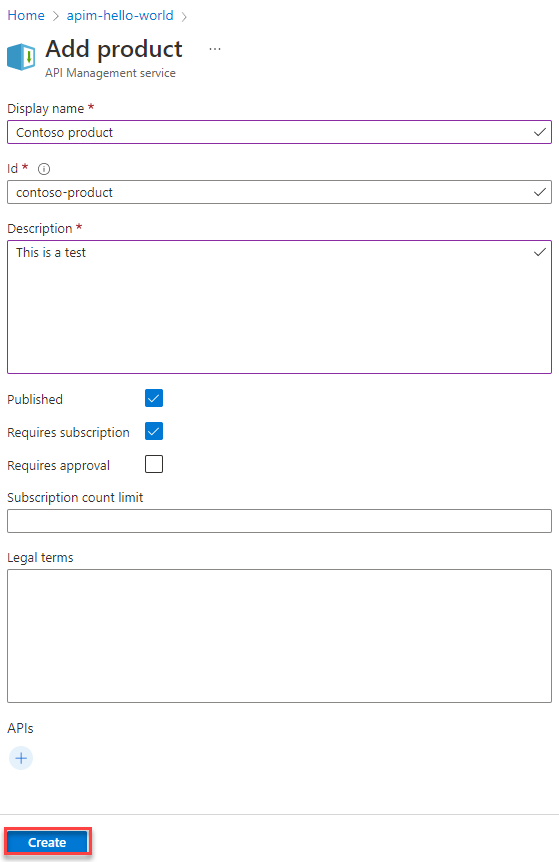 Home > apim-hello-world >
Add product ...
API Management service
Display name *
Contoso product
Id *
contoso-product
Description *
This is a test
Published
Requires subscription
Requires approval
Subscription count limit
Legal terms
APIs
Create